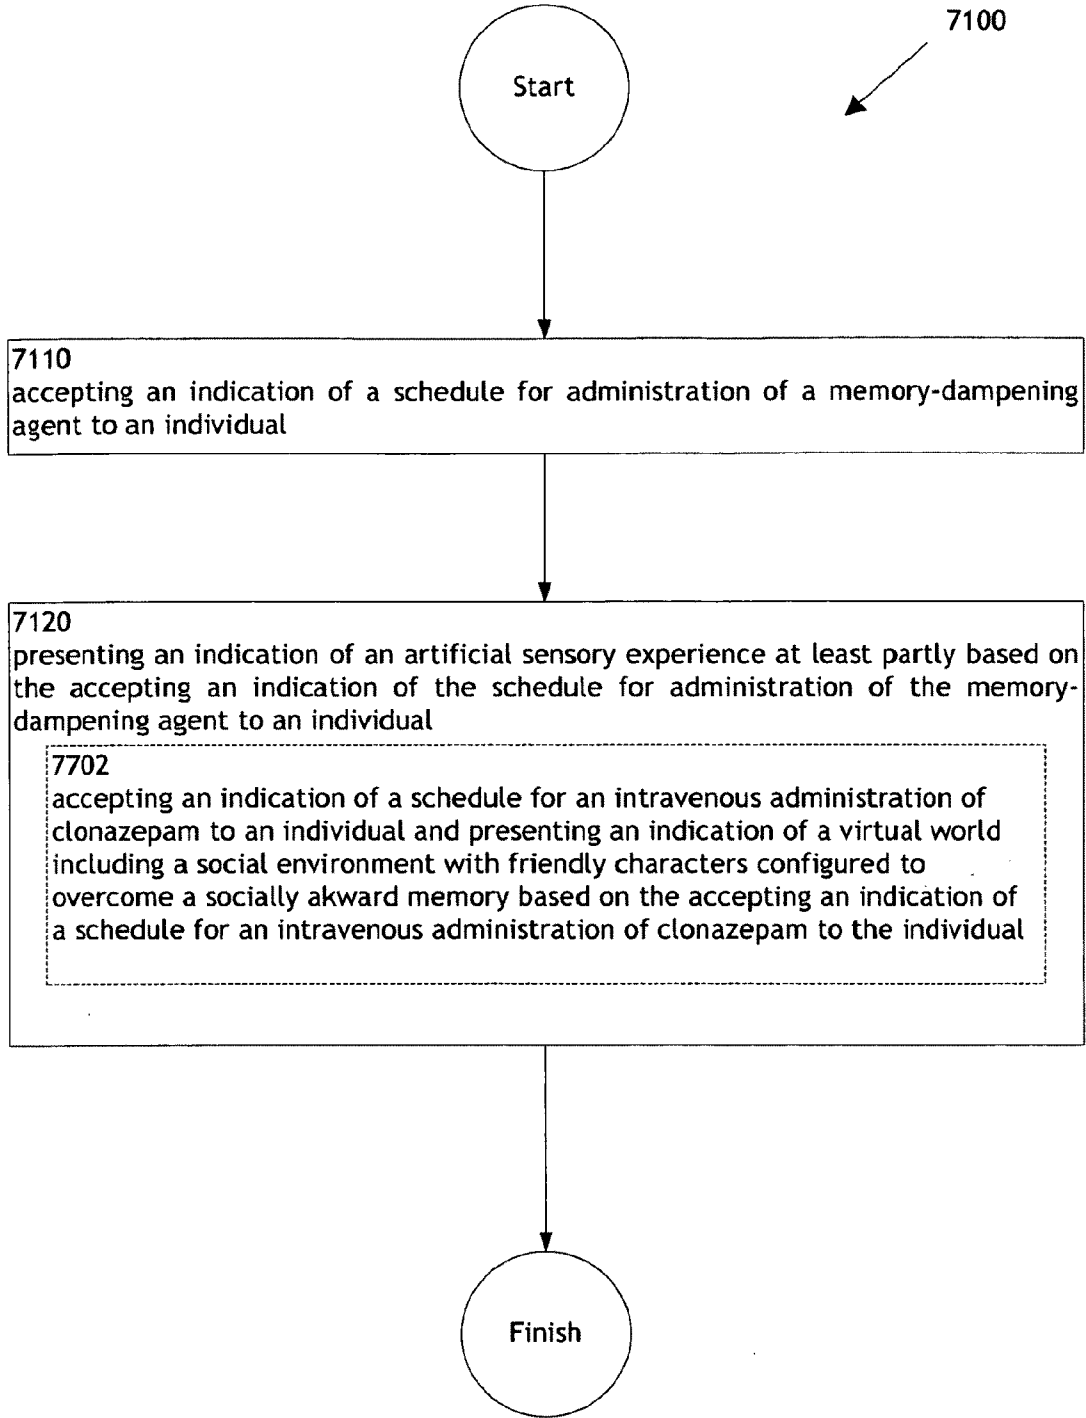 7100
Start
7110
accepting an indication of a schedule for administration of a memory-dampening
agent to an individual
7120
presenting an indication of an artificial sensory experience at least partly based on
the accepting an indication of the schedule for administration of the memory-
dampening agent to an individual
7702
accepting an indication of a schedule for an intravenous administration of
clonazepam to an individual and presenting an indication of a virtual world
including a social environment with friendly characters configured to
overcome a socially akward memory based on the accepting an indication of
a schedule for an intravenous administration of clonazepam to the individual
Finish